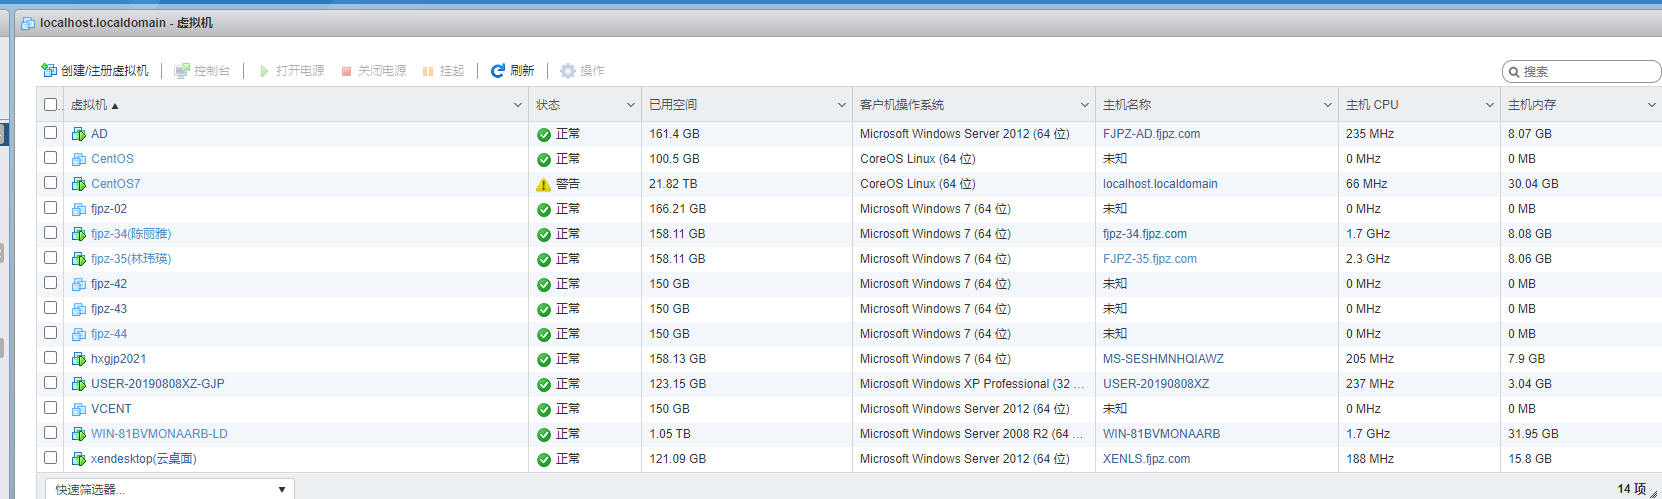 localhost.localdomain - 虚拟机
创建/注册虚拟机 控制台 打开电源 关闭电源 挂起 刷新 操作 搜索
虚拟机 状态 已用空间 客户机操作系统 主机名称 主机 CPU 主机内存
AD 正常 161.4 GB Microsoft Windows Server 2012 (64 位) FJPZ-AD.fjpz.com 235 MHz 8.07 GB
CentOS 正常 100.5 GB CoreOS Linux (64 位) 未知 0 MHz 0 MB
CentOS7 警告 21.82 TB CoreOS Linux (64 位) localhost.localdomain 66 MHz 30.04 GB
fjpz-02 正常 166.21 GB Microsoft Windows 7 (64 位) 未知 0 MHz 0 MB
fjpz-34(陈丽雅) 正常 158.11 GB Microsoft Windows 7 (64 位) fjpz-34.fjpz.com 1.7 GHz 8.08 GB
fjpz-35(林玮瑛) 正常 158.11 GB Microsoft Windows 7 (64 位) FJPZ-35.fjpz.com 2.3 GHz 8.06 GB
fjpz-42 正常 150 GB Microsoft Windows 7 (64 位) 未知 0 MHz 0 MB
fjpz-43 正常 150 GB Microsoft Windows 7 (64 位) 未知 0 MHz 0 MB
fjpz-44 正常 150 GB Microsoft Windows 7 (64 位) 未知 0 MHz 0 MB
hxgjp2021 正常 158.13 GB Microsoft Windows 7 (64 位) MS-SESHMNHQIAWZ 205 MHz 7.9 GB
USER-20190808XZ-GJP 正常 123.15 GB Microsoft Windows XP Professional (32 ... USER-20190808XZ 237 MHz 3.04 GB
VCENT 正常 150 GB Microsoft Windows Server 2012 (64 位) 未知 0 MHz 0 MB
WIN-81BVMONAARB-LD 正常 1.05 TB Microsoft Windows Server 2008 R2 (64 ... WIN-81BVMONAARB 1.7 GHz 31.95 GB
xendesktop(云桌面) 正常 121.09 GB Microsoft Windows Server 2012 (64 位) XENLS.fjpz.com 188 MHz 15.8 GB
快速筛选器... 14 项